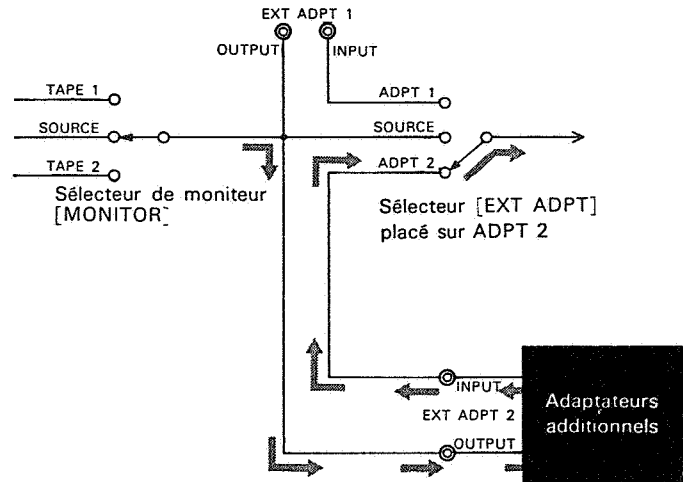 EXT ADPT 1
OUTPUT INPUT
TAPE 1 ADPT 1
SOURCE SOURCE
TAPE 2 ADPT 2
Sélecteur de moniteur
[MONITOR]
Sélecteur [EXT ADPT]
placé sur ADPT 2
INPUT
EXT ADPT 2
OUTPUT
Adaptateurs
additionnels